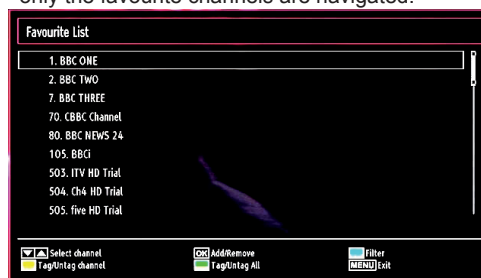 only the favourite channels are navigated.
Favourite List
1. BBC ONE
2. BBC TWO
7. BBC THREE
70. CBBC Channel
80. BBC NEWS 24
105. BBCi
503. ITV HD Trial
504. Ch4 HD Trial
505. five HD Trial
Select channel OK Add/Remove Filter
Tag/Untag channel Tag/Untag All MENU Exit